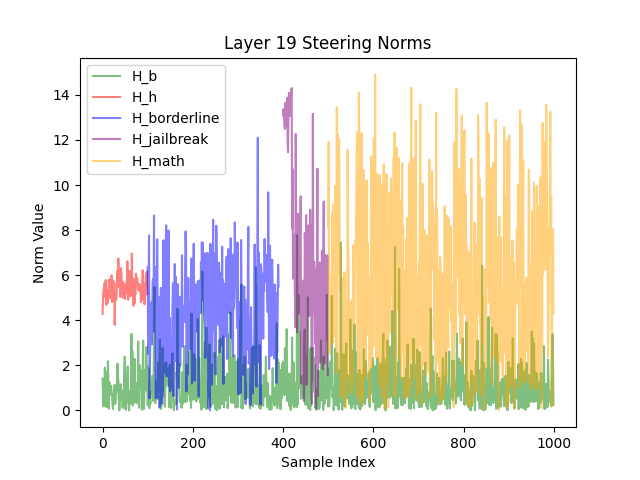 Layer 19 Steering Norms
H_b
H_h
H_borderline
H_jailbreak
H_math
Norm Value
14
12
10
8
6
4
2
0
0 200 400 600 800 1000
Sample Index